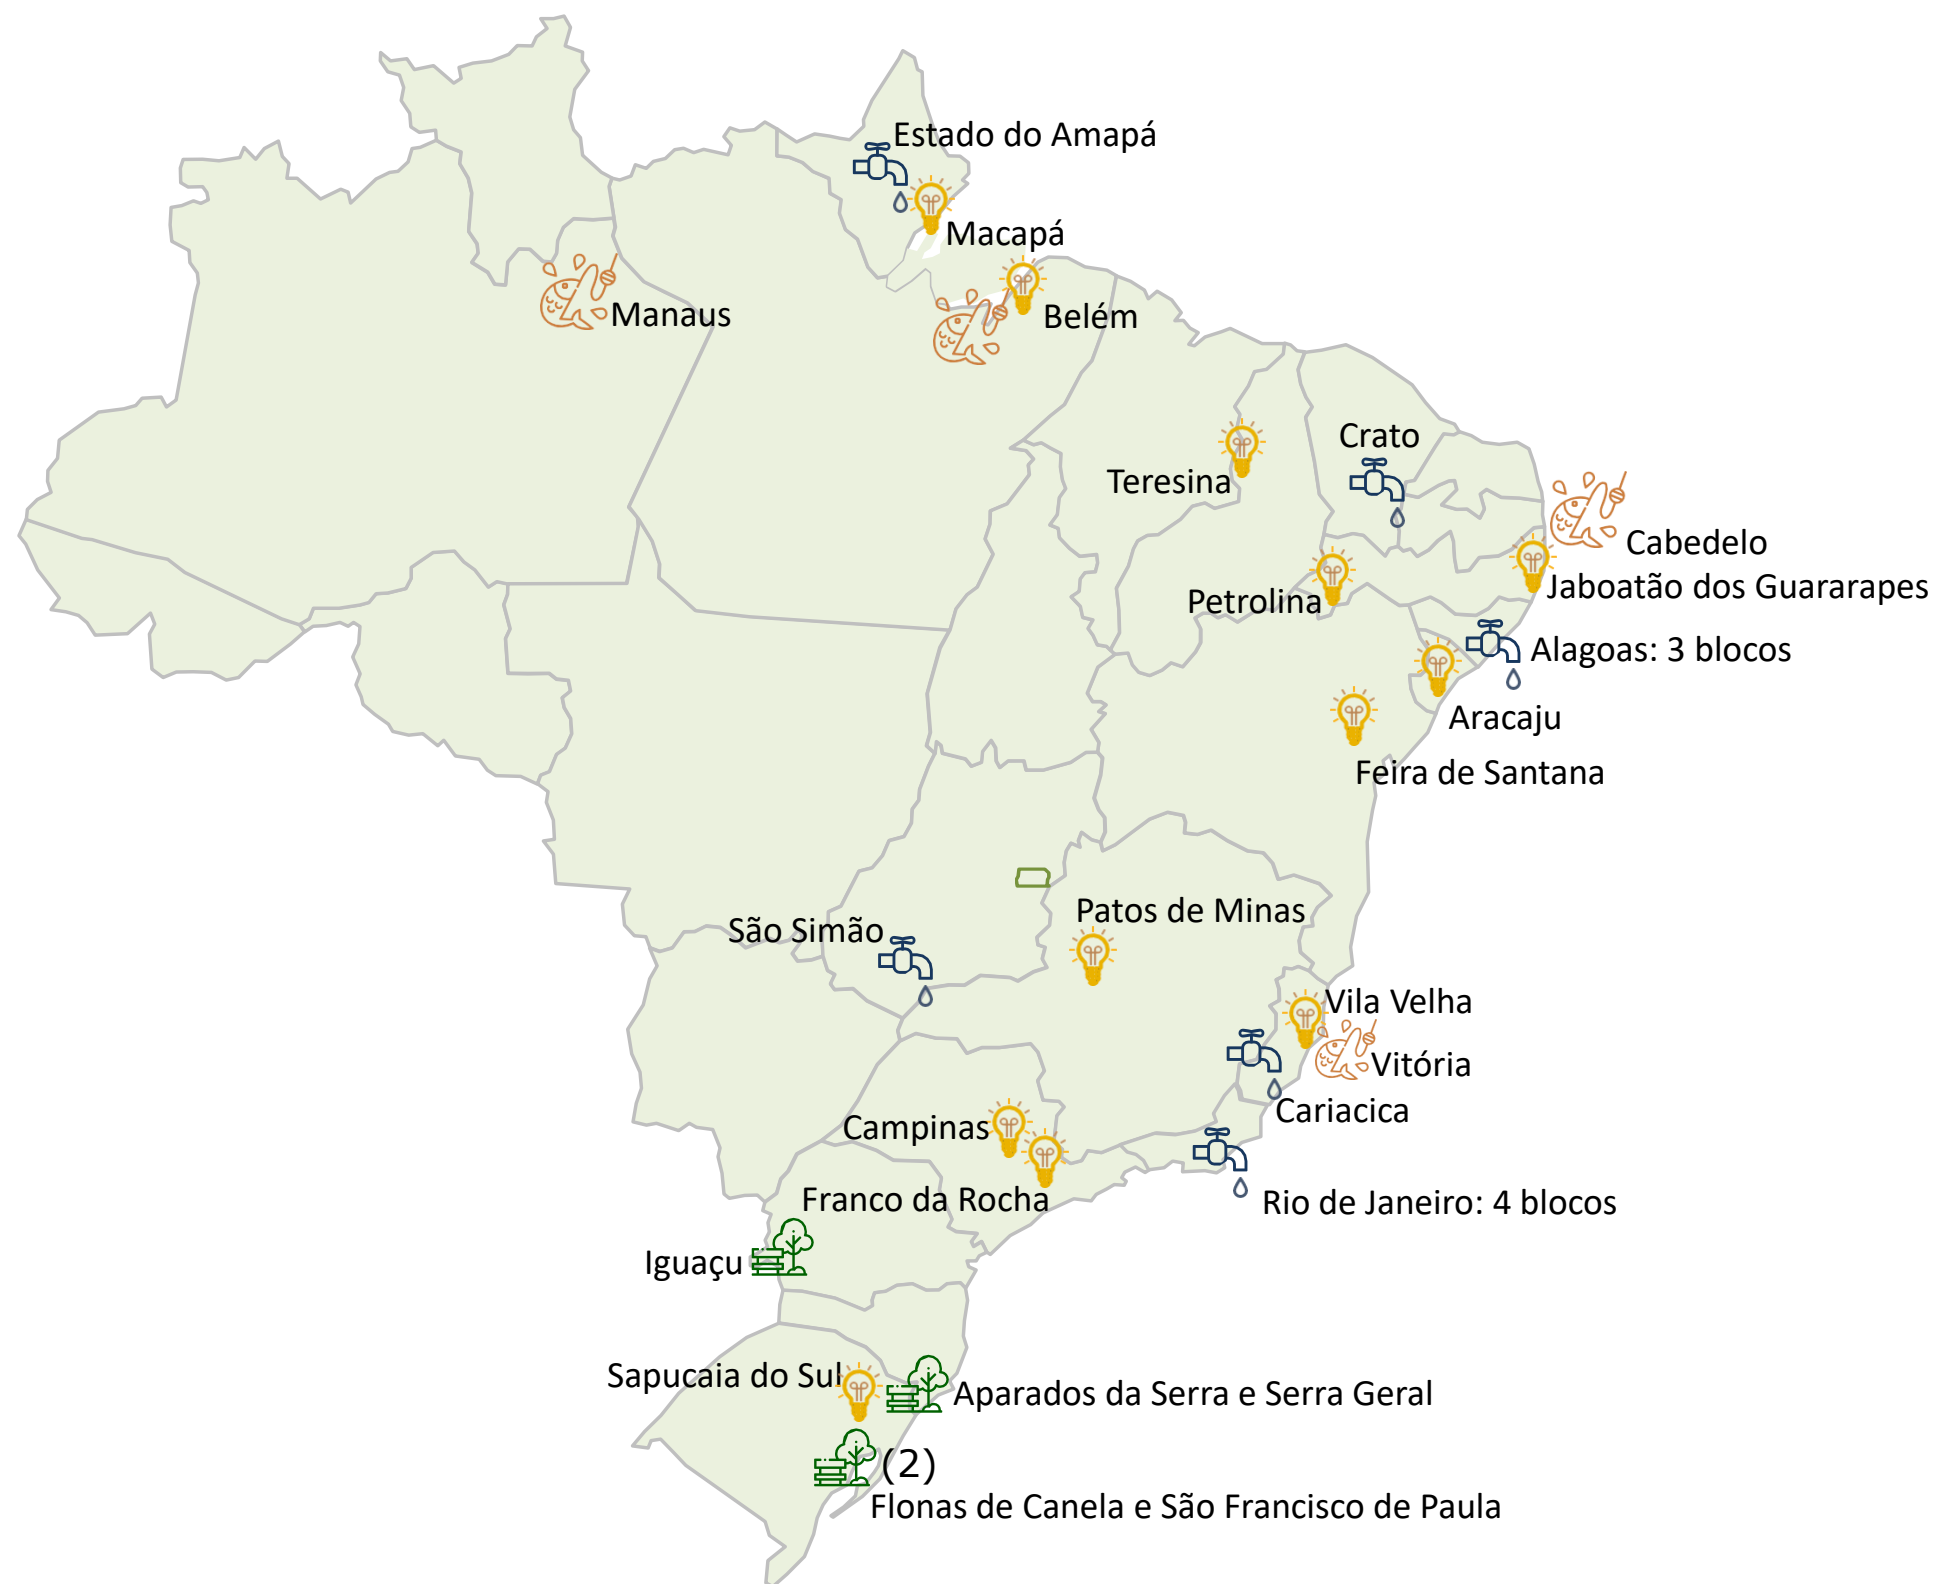 Estado do Amapá
Macapá
Manaus
Belém
Crato
Teresina
Cabedelo
Jaboatão dos Guararapes
Petrolina
Alagoas: 3 blocos
Aracaju
Feira de Santana
Patos de Minas
São Simão
Vila Velha
Vitória
Cariacica
Campinas
Franco da Rocha
Rio de Janeiro: 4 blocos
Iguaçu
Sapucaia do Sul
Aparados da Serra e Serra Geral
(2)
Flonas de Canela e São Francisco de Paula